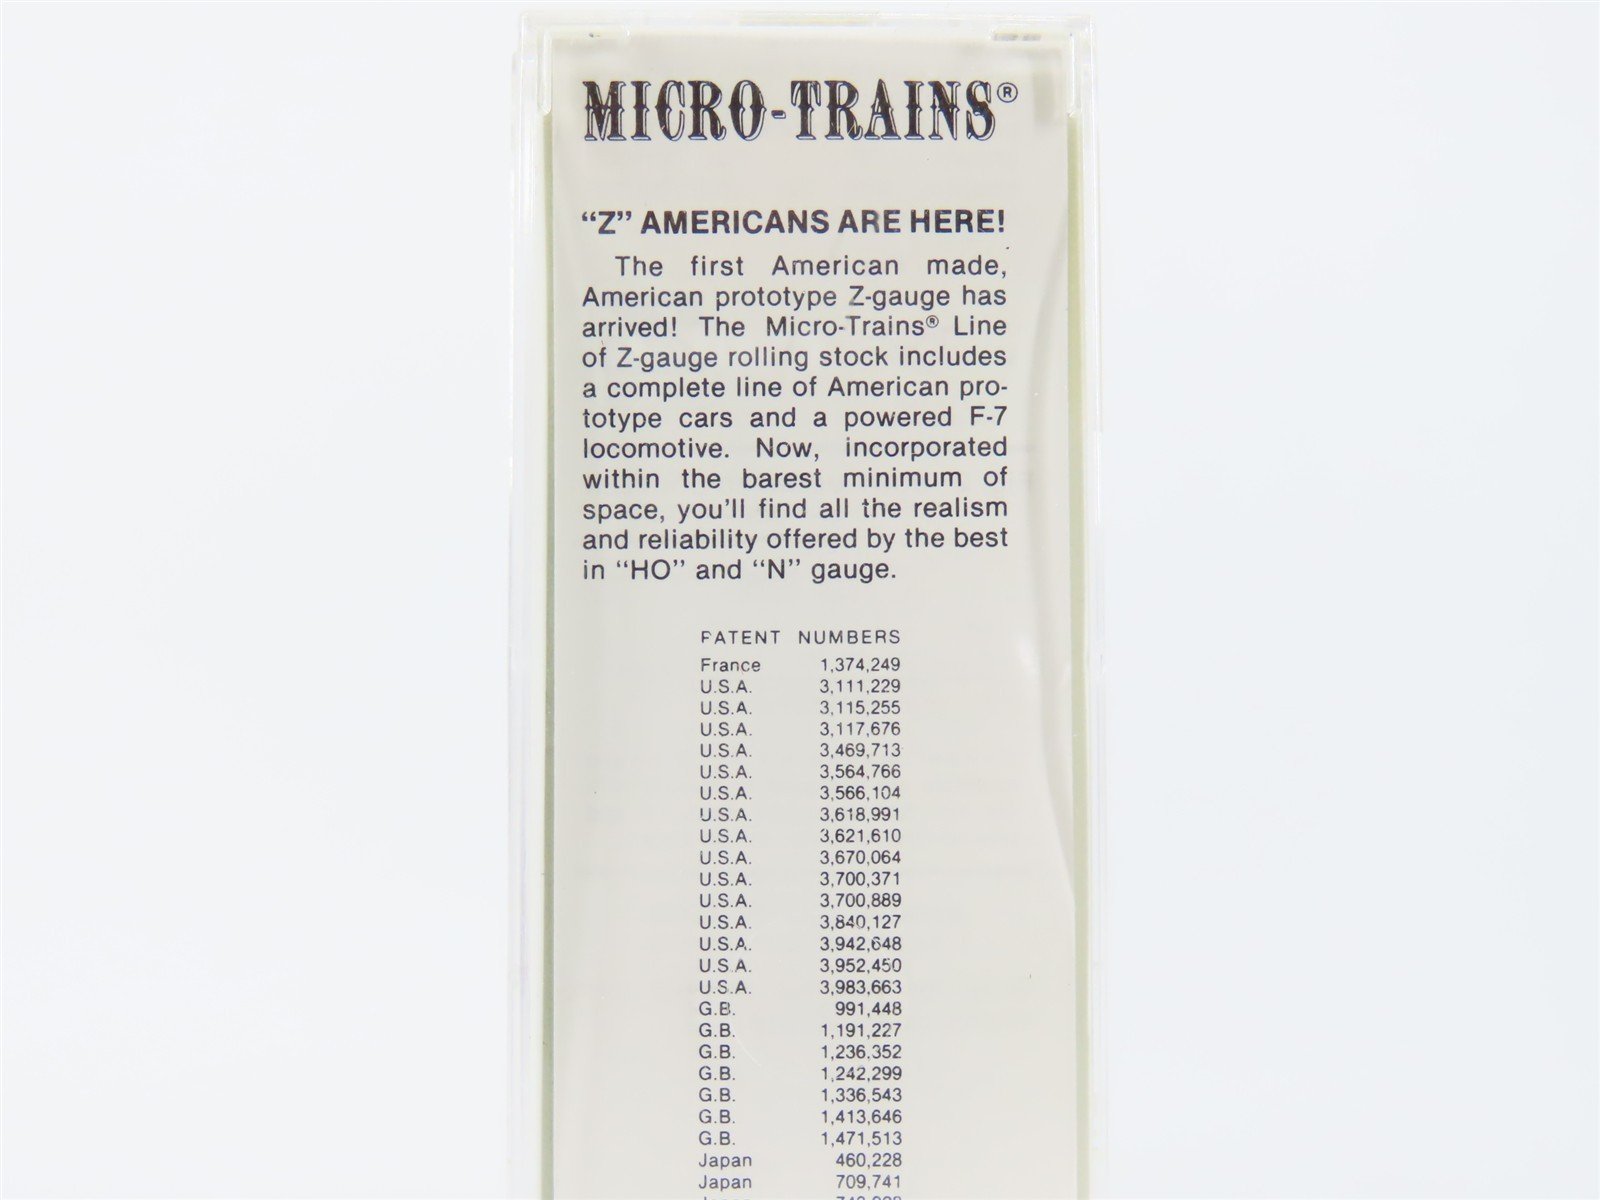 MICRO-TRAINS®
“Z” AMERICANS ARE HERE!
The first American made,
American prototype Z-gauge has
arrived! The Micro-Trains® Line
of Z-gauge rolling stock includes
a complete line of American pro-
totype cars and a powered F-7
locomotive. Now, incorporated
within the barest minimum of
space, you’ll find all the realism
and reliability offered by the best
in “HO” and “N” gauge.
PATENT NUMBERS
France 1,374,249
U.S.A. 3,111,229
U.S.A. 3,115,255
U.S.A. 3,117,676
U.S.A. 3,469,713
U.S.A. 3,564,766
U.S.A. 3,566,104
U.S.A. 3,618,991
U.S.A. 3,621,610
U.S.A. 3,670,064
U.S.A. 3,700,371
U.S.A. 3,700,889
U.S.A. 3,840,127
U.S.A. 3,942,648
U.S.A. 3,952,450
U.S.A. 3,983,663
G.B. 991,448
G.B. 1,191,227
G.B. 1,236,352
G.B. 1,242,299
G.B. 1,336,543
G.B. 1,413,646
G.B. 1,471,513
Japan 460,228
Japan 709,741